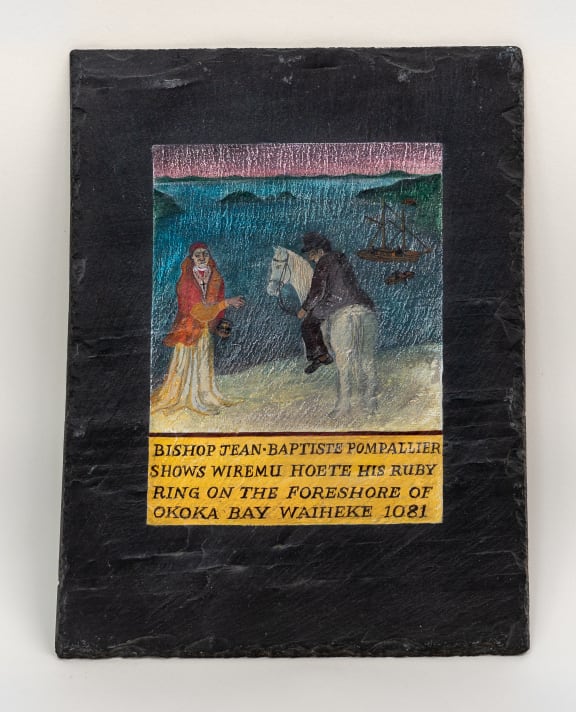 BISHOP JEAN·BAPTISTE POMPALLIER
SHOWS WIREMU HOETE HIS RUBY
RING ON THE FORESHORE OF
OKOKA BAY WAIHEKE 1081